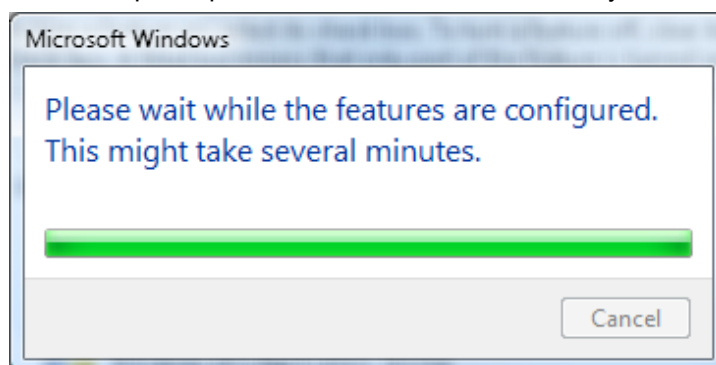 Microsoft Windows
Please wait while the features are configured.
This might take several minutes.
Cancel